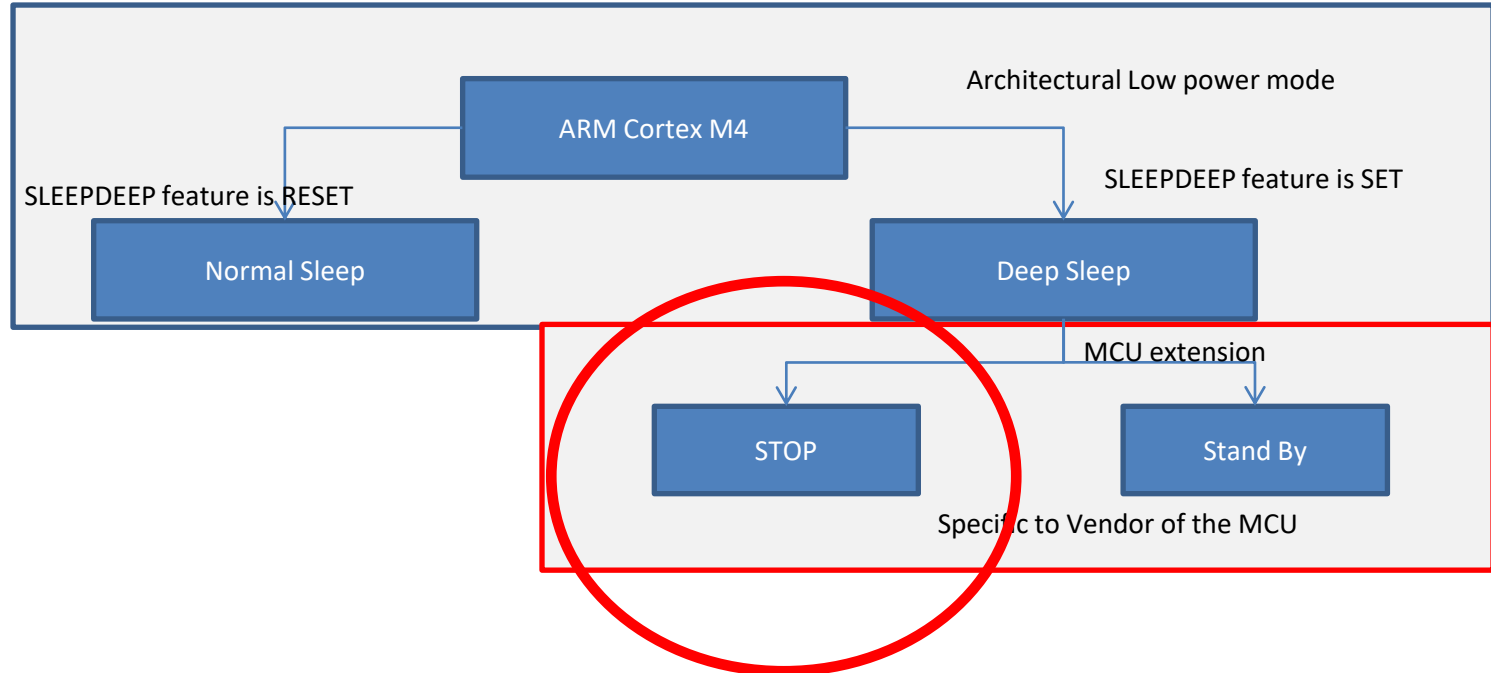 Architectural Low power mode
ARM Cortex M4
SLEEPDEEP feature is RESET
SLEEPDEEP feature is SET
Normal Sleep
Deep Sleep
MCU extension
STOP
Stand By
Specific to Vendor of the MCU